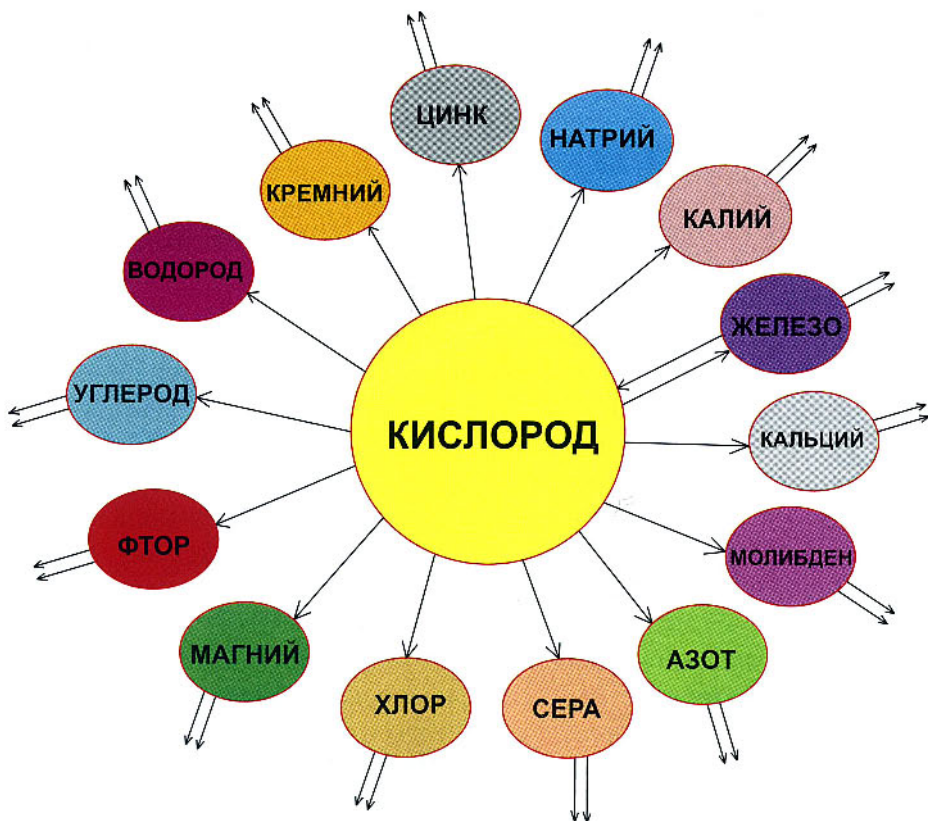 ЦИНК
НАТРИЙ
КРЕМНИЙ
КАЛИЙ
ВОДОРОД
ЖЕЛЕЗО
УГЛЕРОД
КИСЛОРОД
КАЛЬЦИЙ
ФТОР
МОЛИБДЕН
МАГНИЙ
АЗОТ
ХЛОР
СЕРА